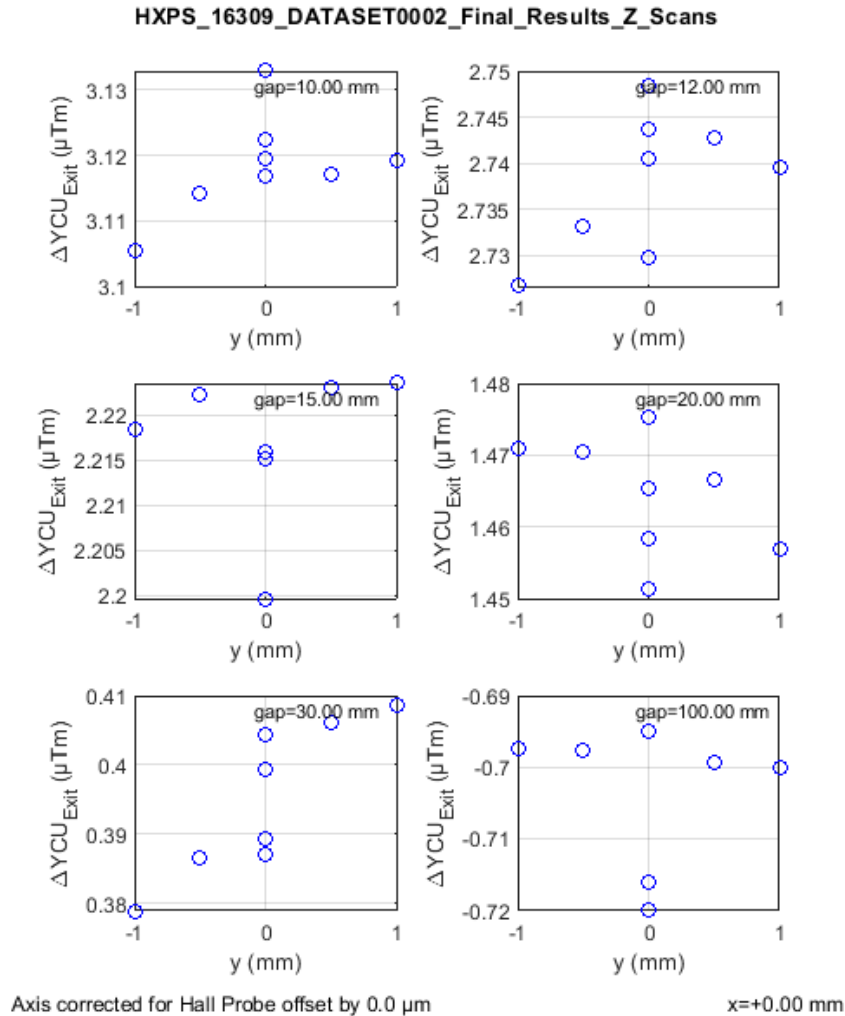 HXPS_16309_DATASET0002_Final_Results_Z_Scans
gap=10.00 mm
3.13
3.12
3.11
3.1
ΔYCU_Exit (µTm)
-1 0 1
y (mm)
gap=12.00 mm
2.75
2.745
2.74
2.735
2.73
ΔYCU_Exit (µTm)
-1 0 1
y (mm)
gap=15.00 mm
2.22
2.215
2.21
2.205
2.2
ΔYCU_Exit (µTm)
-1 0 1
y (mm)
gap=20.00 mm
1.48
1.47
1.46
1.45
ΔYCU_Exit (µTm)
-1 0 1
y (mm)
gap=30.00 mm
0.41
0.4
0.39
0.38
ΔYCU_Exit (µTm)
-1 0 1
y (mm)
gap=100.00 mm
-0.69
-0.7
-0.71
-0.72
ΔYCU_Exit (µTm)
-1 0 1
y (mm)
Axis corrected for Hall Probe offset by 0.0 µm
x=+0.00 mm